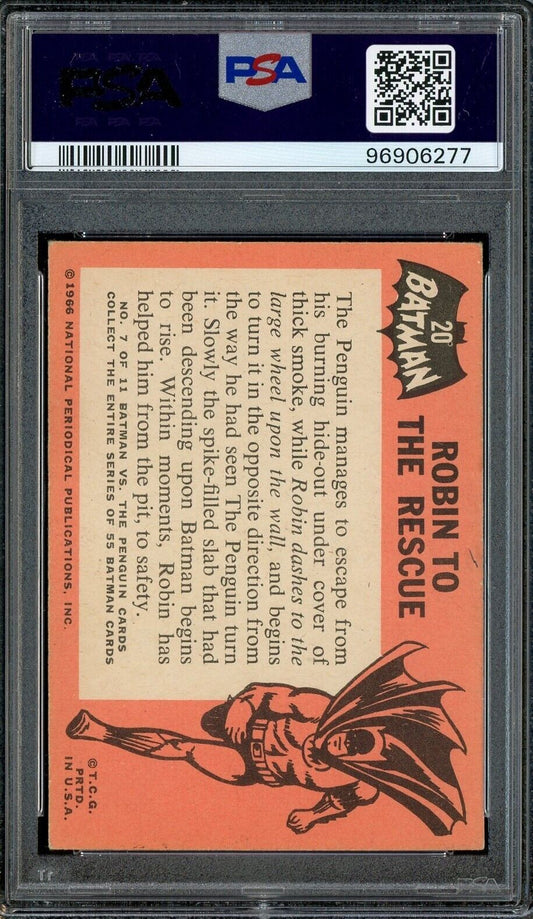 PSA
PSA
96906277
20
BATMAN
ROBIN TO
THE RESCUE
The Penguin manages to escape from
his burning hide-out under cover of
thick smoke, while Robin dashes to the
large wheel upon the wall, and begins
to turn it in the opposite direction from
the way he had seen The Penguin turn
it. Slowly the spike-filled slab that had
been descending upon Batman begins
to rise. Within moments, Robin has
helped him from the pit, to safety.
NO. 7 OF 11 BATMAN VS. THE PENGUIN CARDS
COLLECT THE ENTIRE SERIES OF 55 BATMAN CARDS
© 1966 NATIONAL PERIODICAL PUBLICATIONS, INC.
© T.C.G.
PRTD.
IN U.S.A.